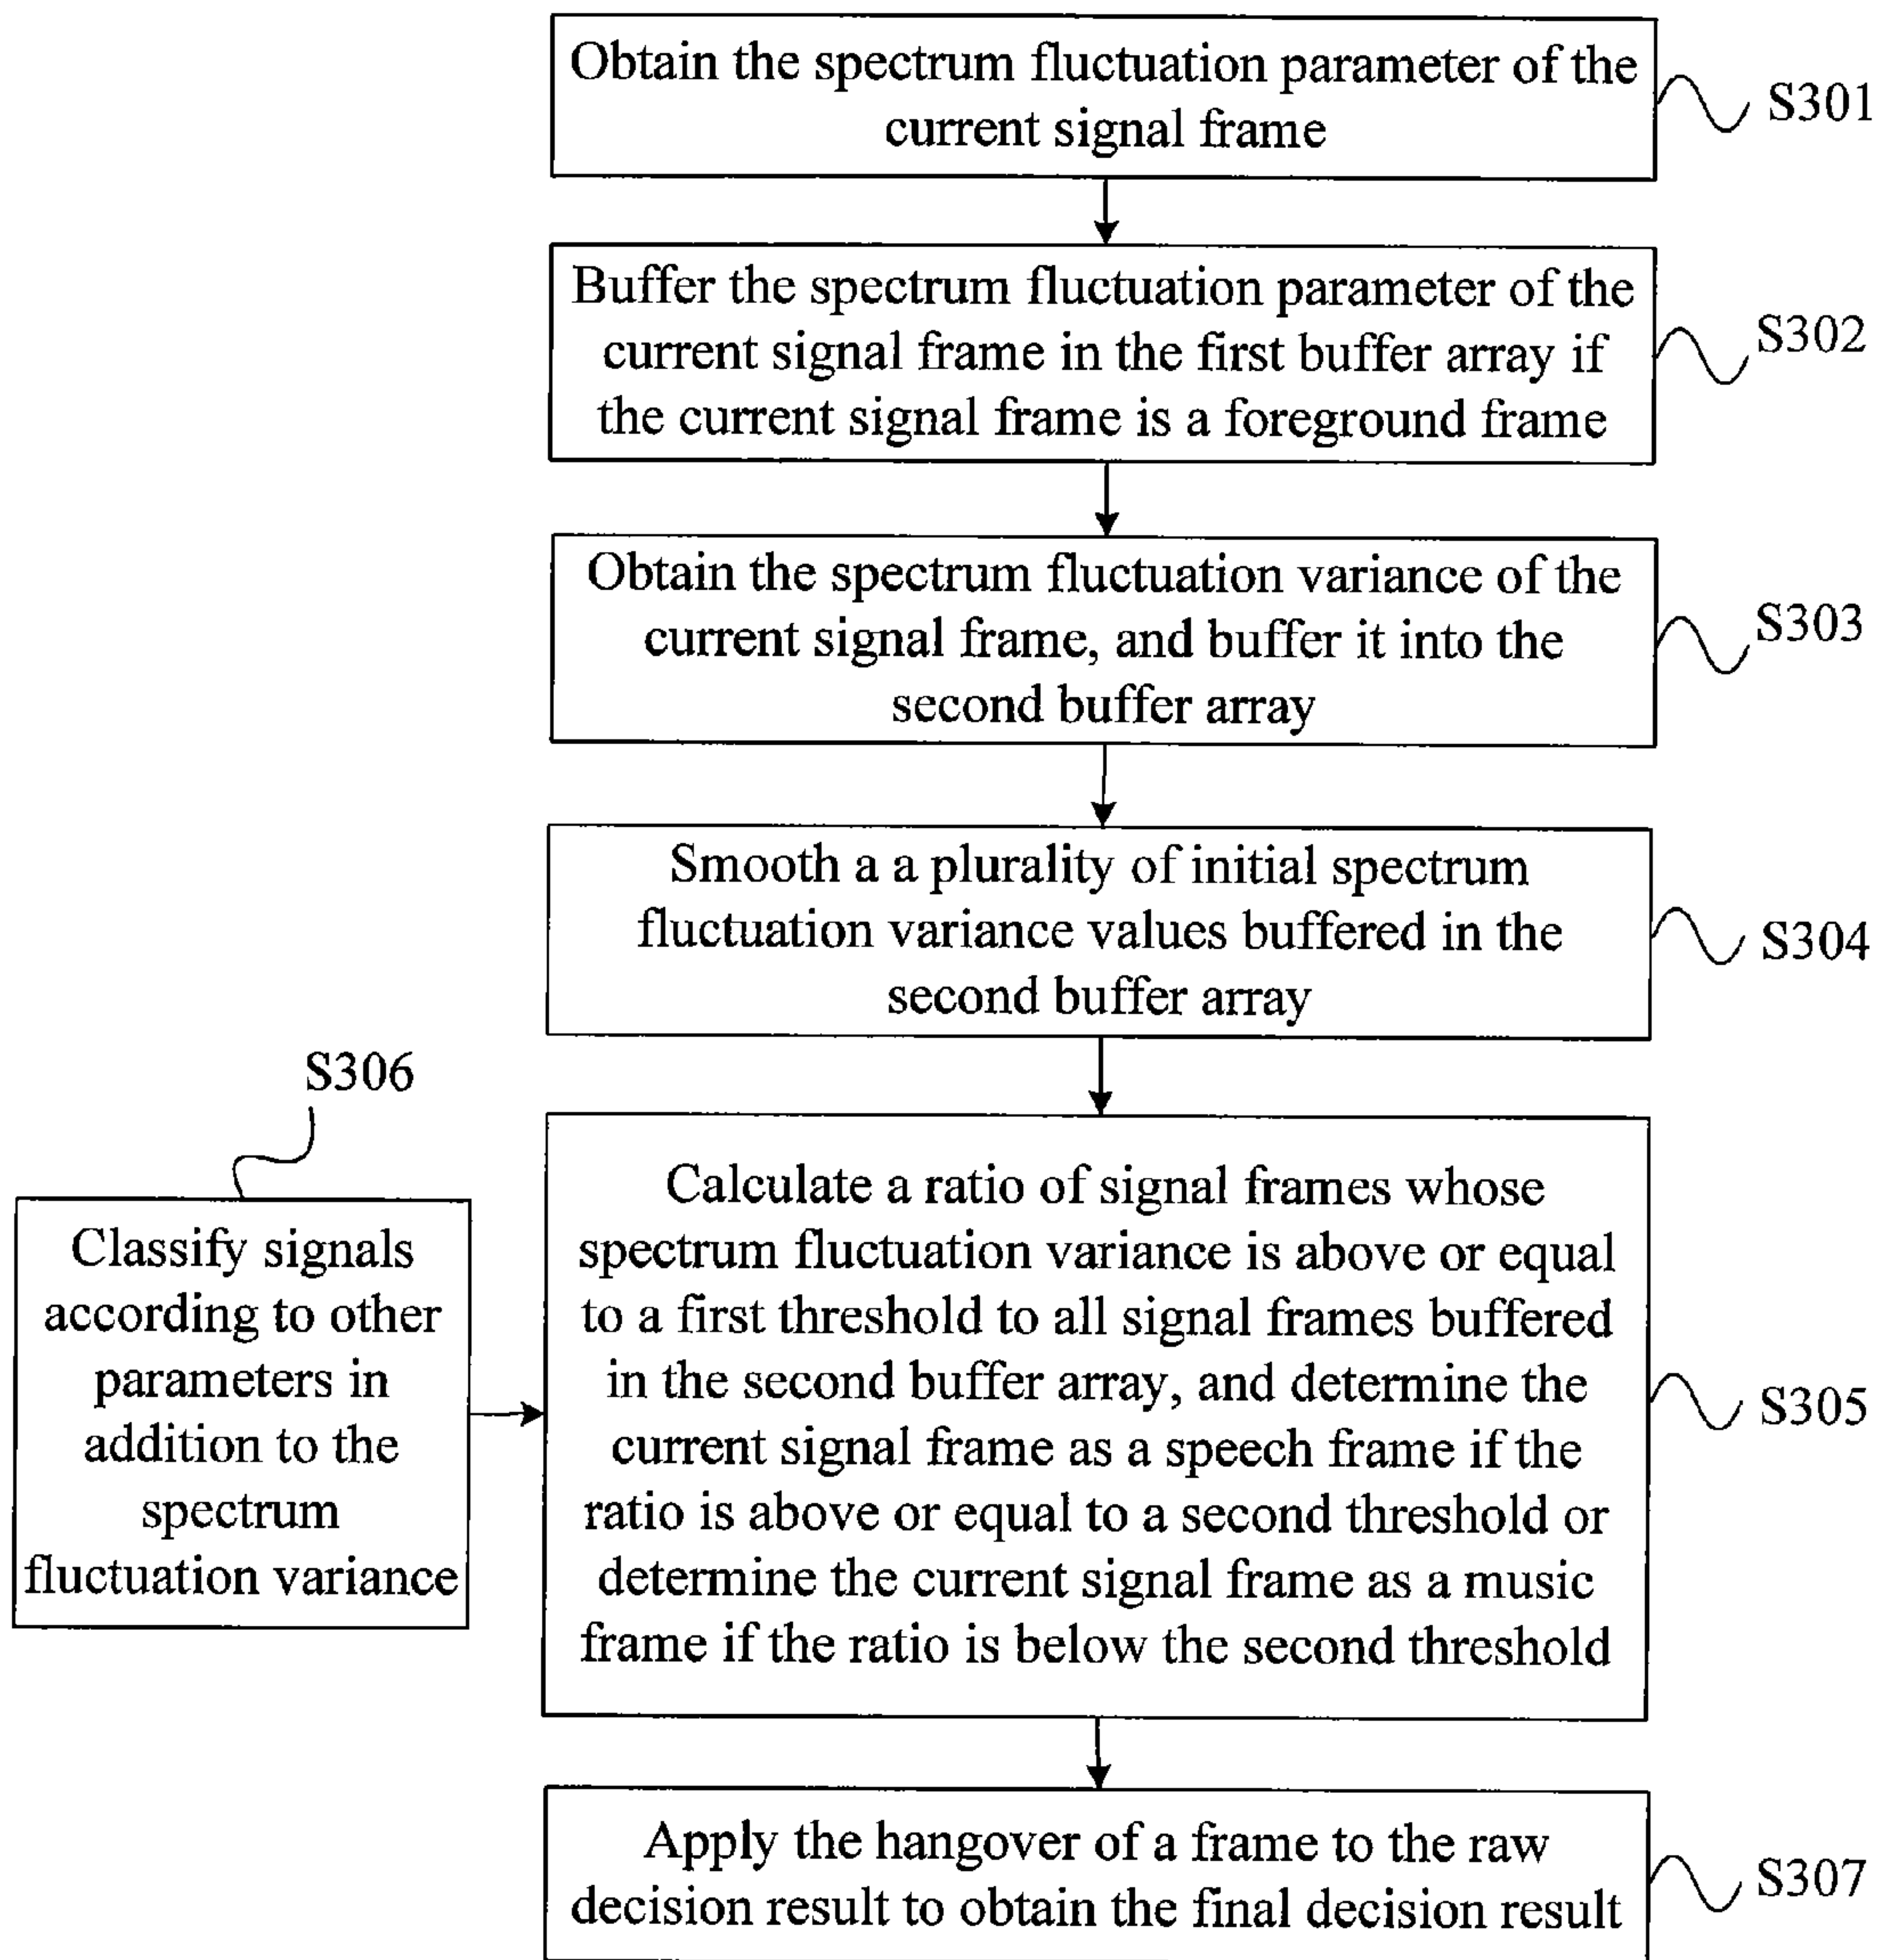 Obtain the spectrum fluctuation parameter of the
current signal frame
S301
Buffer the spectrum fluctuation parameter of the
current signal frame in the first buffer array if
the current signal frame is a foreground frame
S302
Obtain the spectrum fluctuation variance of the
current signal frame, and buffer it into the
second buffer array
S303
Smooth a a plurality of initial spectrum
fluctuation variance values buffered in the
second buffer array
S304
S306
Classify signals
according to other
parameters in
addition to the
spectrum
fluctuation variance
Calculate a ratio of signal frames whose
spectrum fluctuation variance is above or equal
to a first threshold to all signal frames buffered
in the second buffer array, and determine the
current signal frame as a speech frame if the
ratio is above or equal to a second threshold or
determine the current signal frame as a music
frame if the ratio is below the second threshold
S305
Apply the hangover of a frame to the raw
decision result to obtain the final decision result
S307